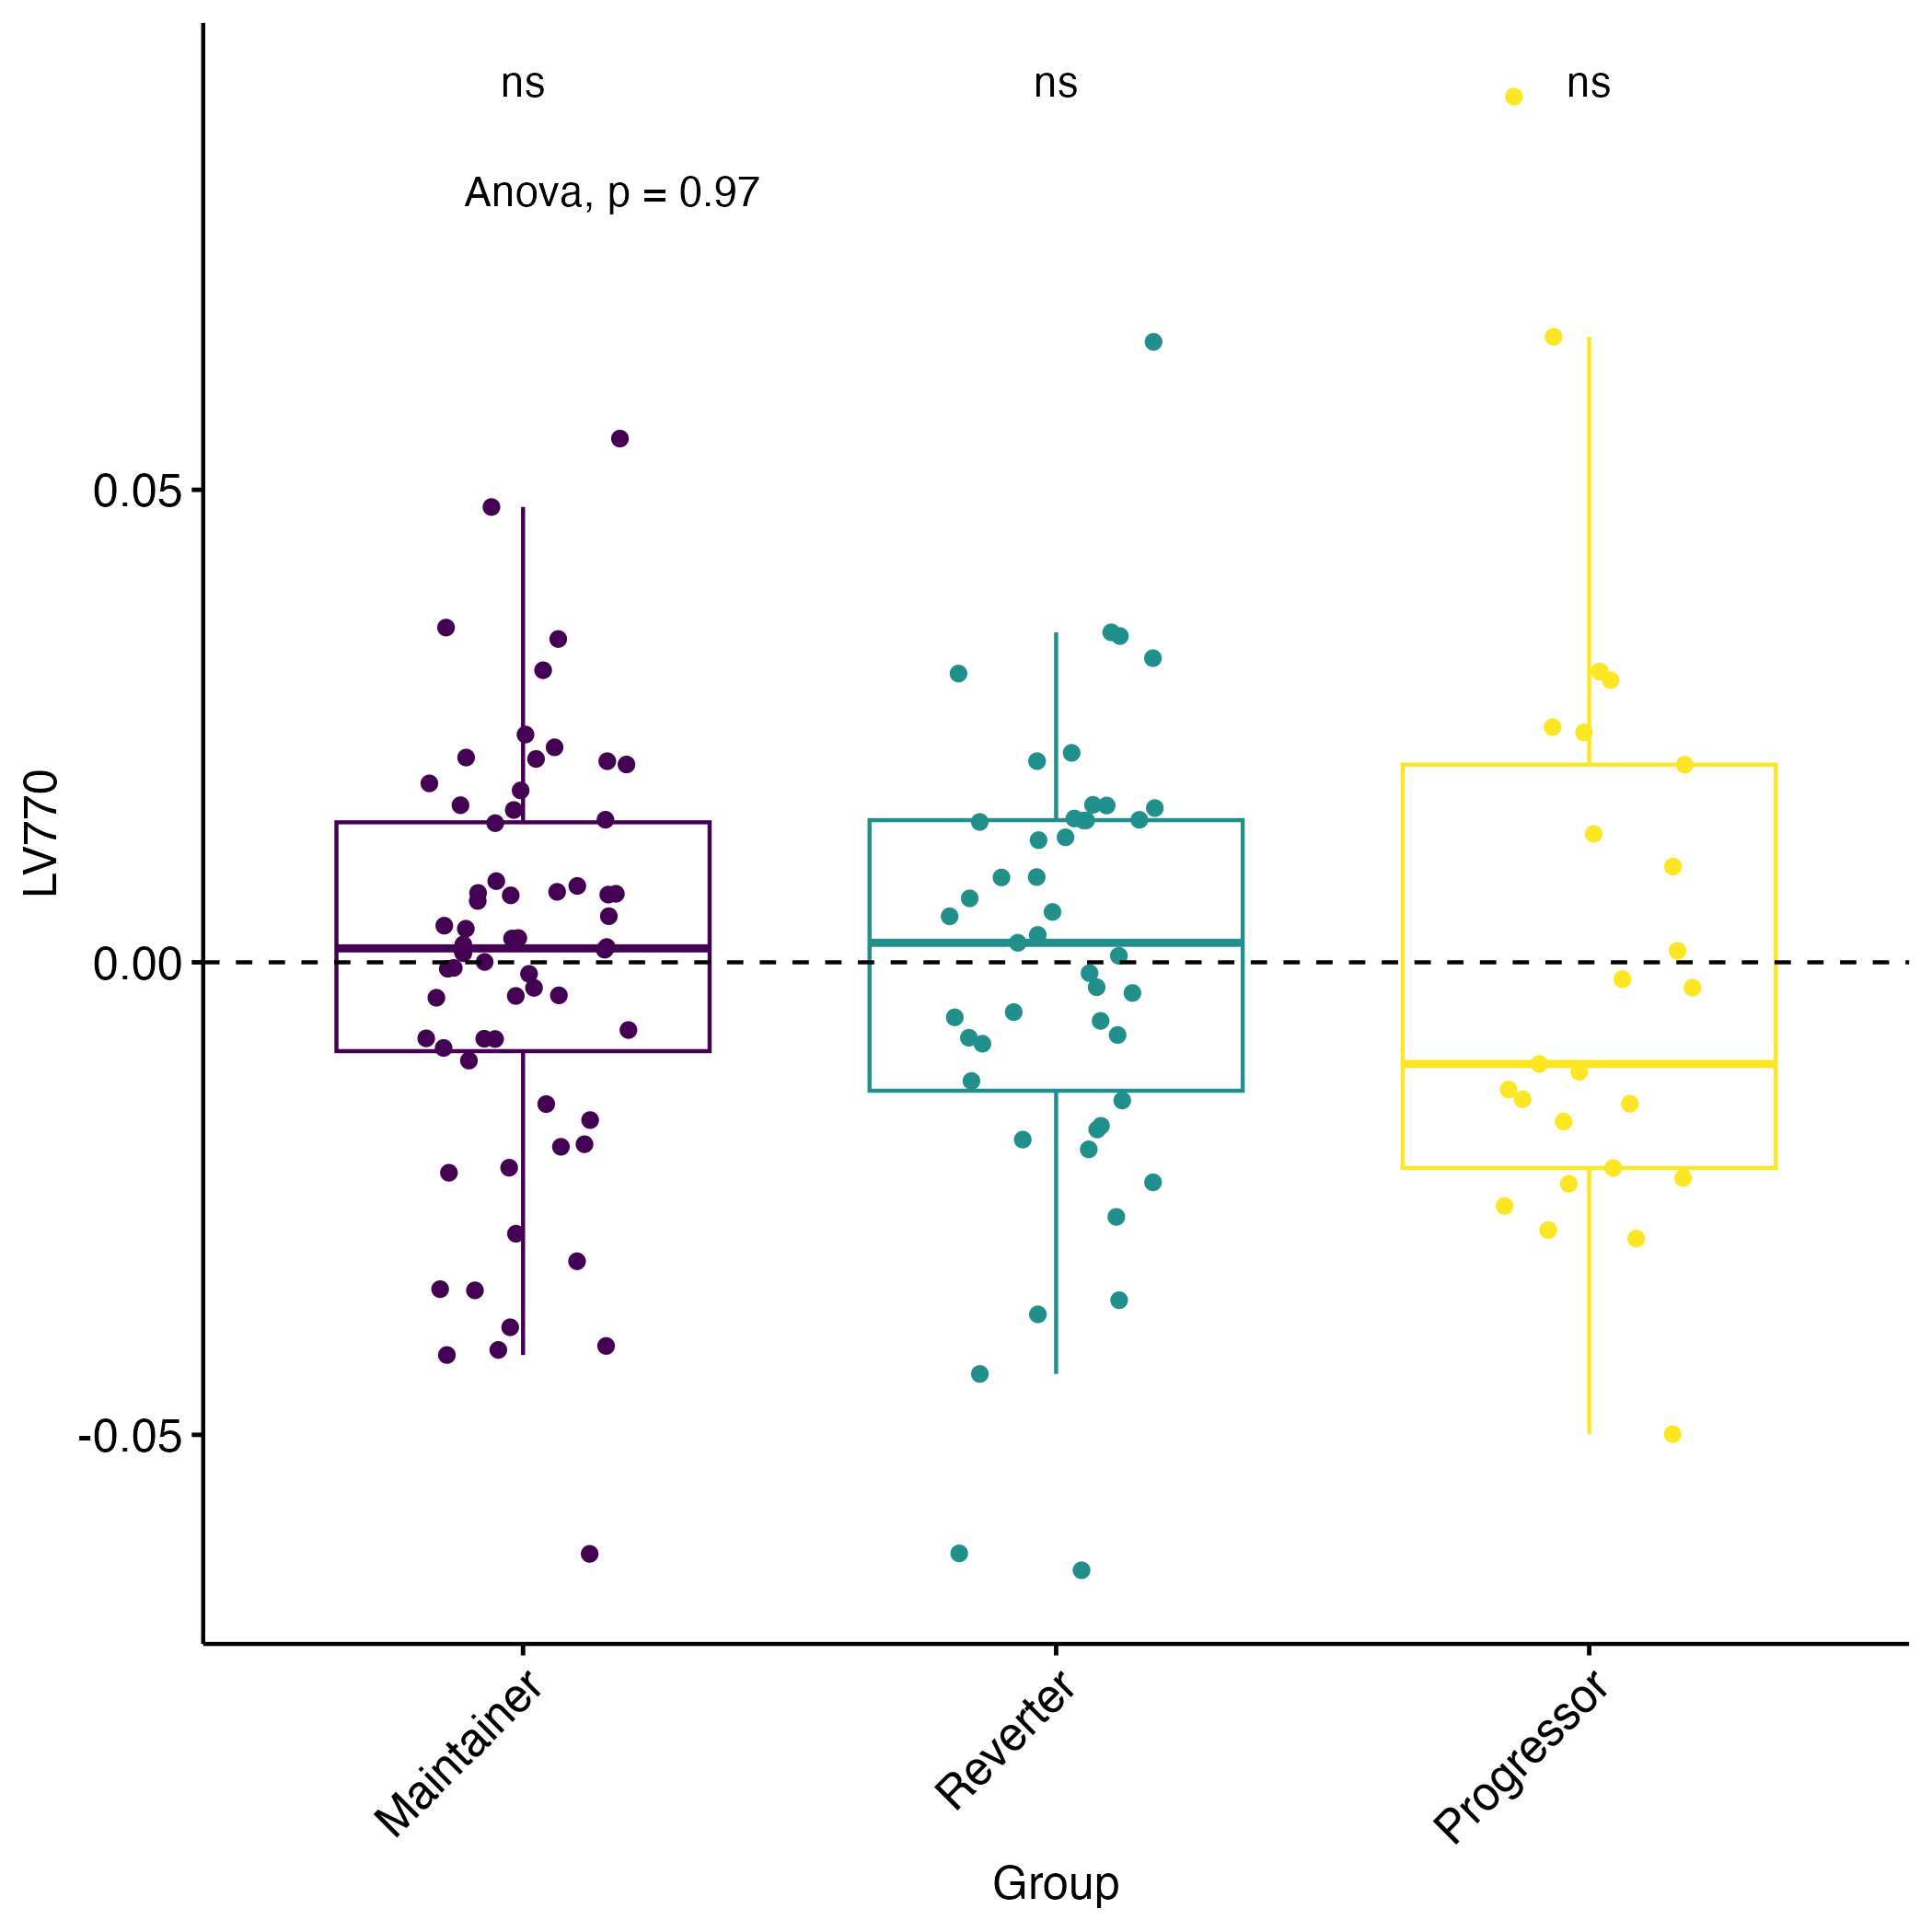 ns ns ns
Anova, p = 0.97
LV770
0.05
0.00
-0.05
Maintainer Reverter Progressor
Group